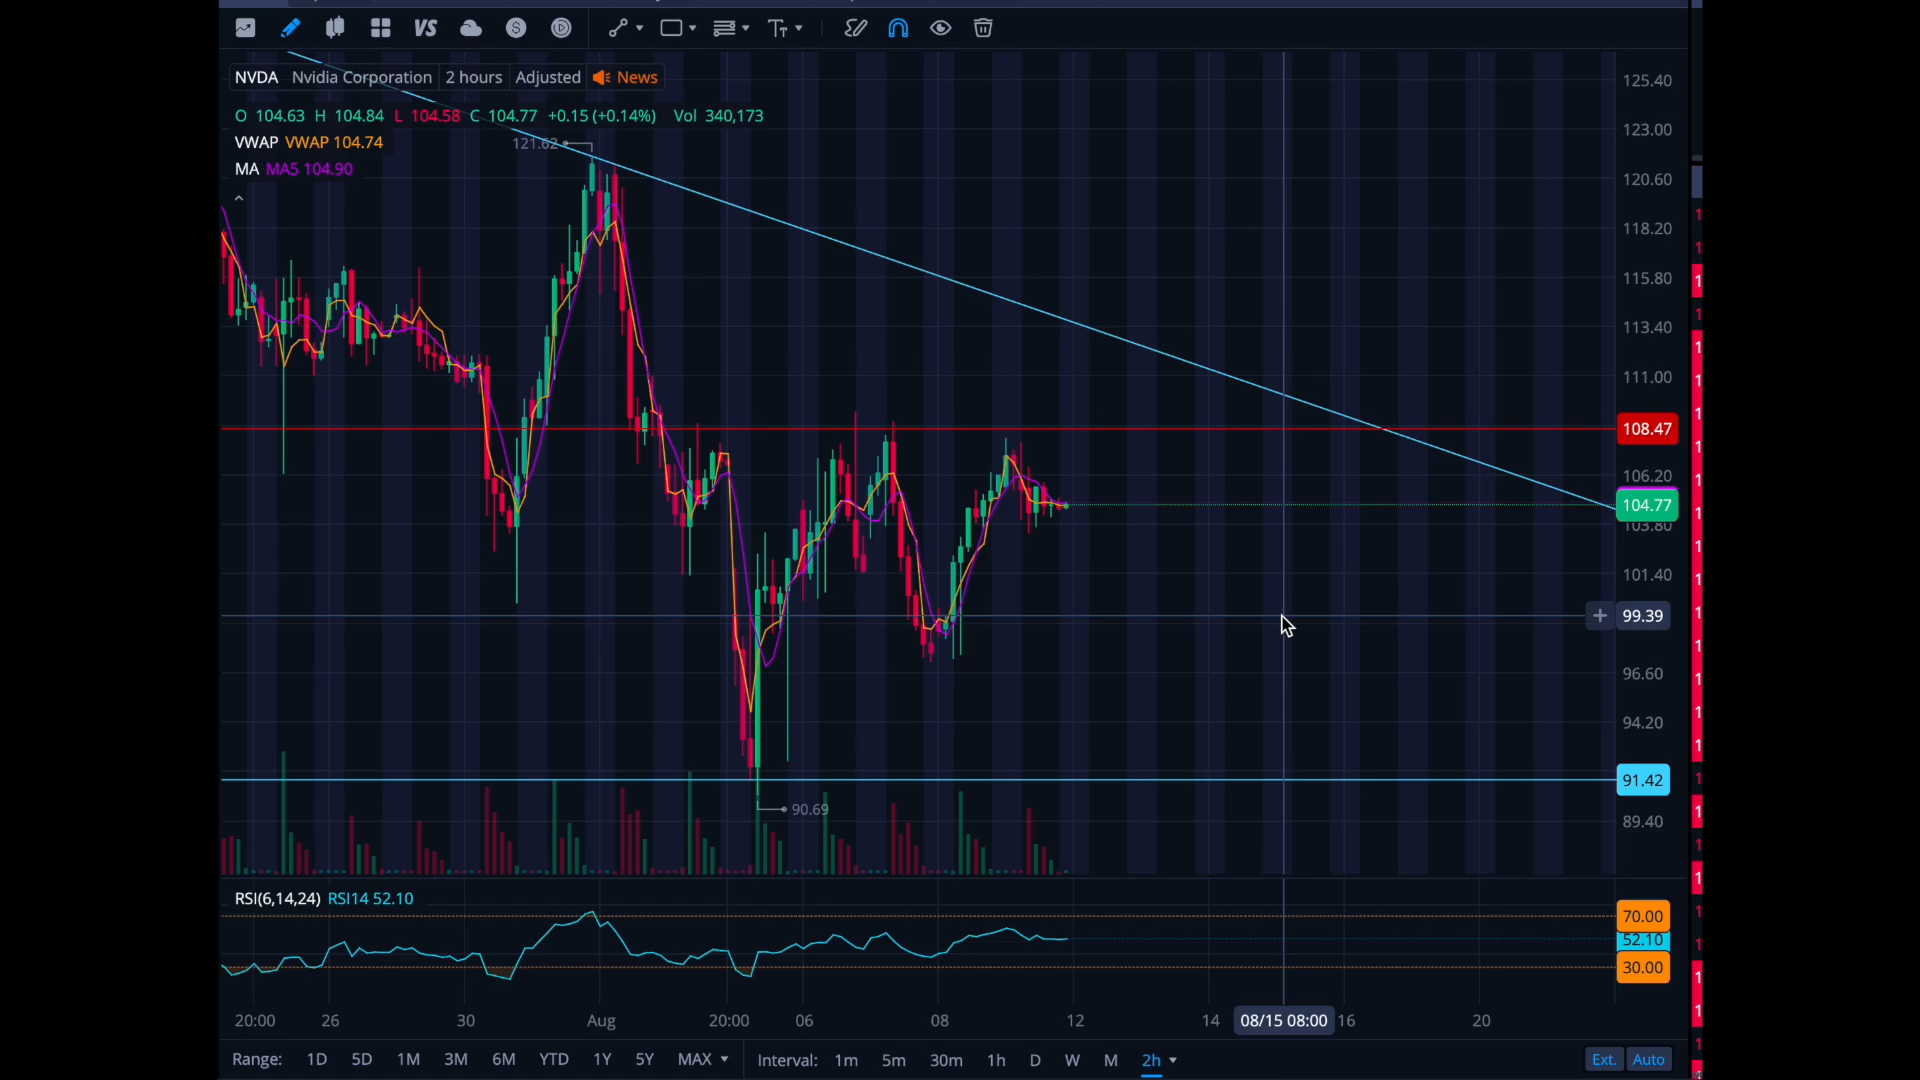 VS
NVDA Nvidia Corporation 2 hours Adjusted News
O 104.63 H 104.84 L 104.58 C 104.77 +0.15 (+0.14%) Vol 340,173
VWAP VWAP 104.74
MA MA5 104.90
121.62
90.69
125.40
123.00
120.60
118.20
115.80
113.40
111.00
108.47
106.20
104.77
103.80
101.40
99.39
96.60
94.20
91.42
89.40
RSI(6,14,24) RSI14 52.10
70.00
52.10
30.00
20:00 26 30 Aug 20:00 06 08 12 14 08/15 08:00 16 20
Range: 1D 5D 1M 3M 6M YTD 1Y 5Y MAX Interval: 1m 5m 30m 1h D W M 2h Ext. Auto